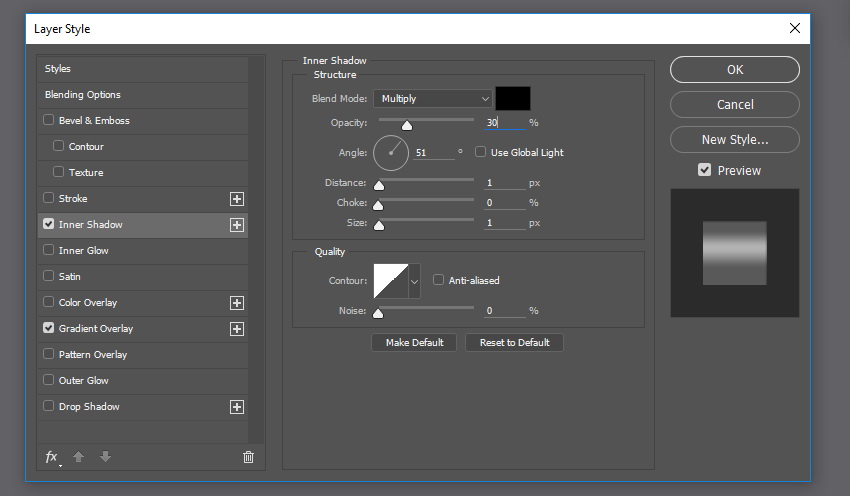 Layer Style
Styles
Blending Options
Bevel & Emboss
Contour
Texture
Stroke
Inner Shadow
Inner Glow
Satin
Color Overlay
Gradient Overlay
Pattern Overlay
Outer Glow
Drop Shadow
fx
Inner Shadow
Structure
Blend Mode: Multiply
Opacity: 30 %
Angle: 51 ° Use Global Light
Distance: 1 px
Choke: 0 %
Size: 1 px
Quality
Contour: Anti-aliased
Noise: 0 %
Make Default Reset to Default
OK
Cancel
New Style...
Preview